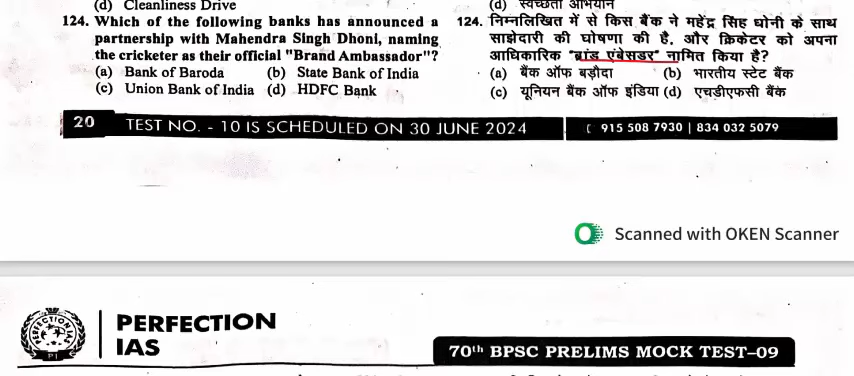 (d) Cleanliness Drive
124. Which of the following banks has announced a
partnership with Mahendra Singh Dhoni, naming
the cricketer as their official "Brand Ambassador"?
(a) Bank of Baroda (b) State Bank of India
(c) Union Bank of India (d) HDFC Bank
(d) स्वच्छता अभियान
124. निम्नलिखित में से किस बैंक ने महेंद्र सिंह धोनी के साथ
साझेदारी की घोषणा की है, और क्रिकेटर को अपना
आधिकारिक "ब्रांड एंबेसडर" नामित किया है?
(a) बैंक ऑफ बड़ौदा (b) भारतीय स्टेट बैंक
(c) यूनियन बैंक ऑफ इंडिया (d) एचडीएफसी बैंक
20 TEST NO. - 10 IS SCHEDULED ON 30 JUNE 2024
915 508 7930 | 834 032 5079
Scanned with OKEN Scanner
PERFECTION
IAS
70th BPSC PRELIMS MOCK TEST–09